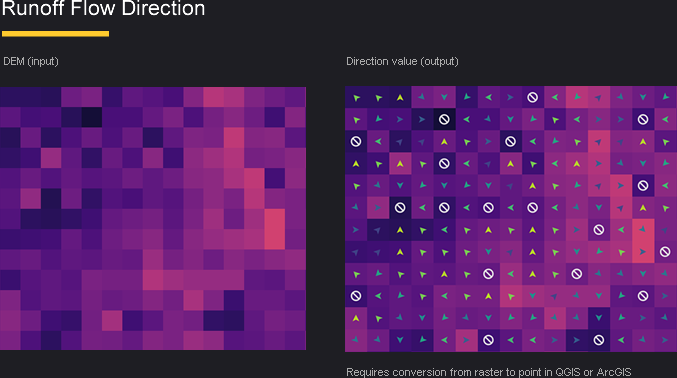 Runoff Flow Direction
DEM (input)
Direction value (output)
Requires conversion from raster to point in QGIS or ArcGIS